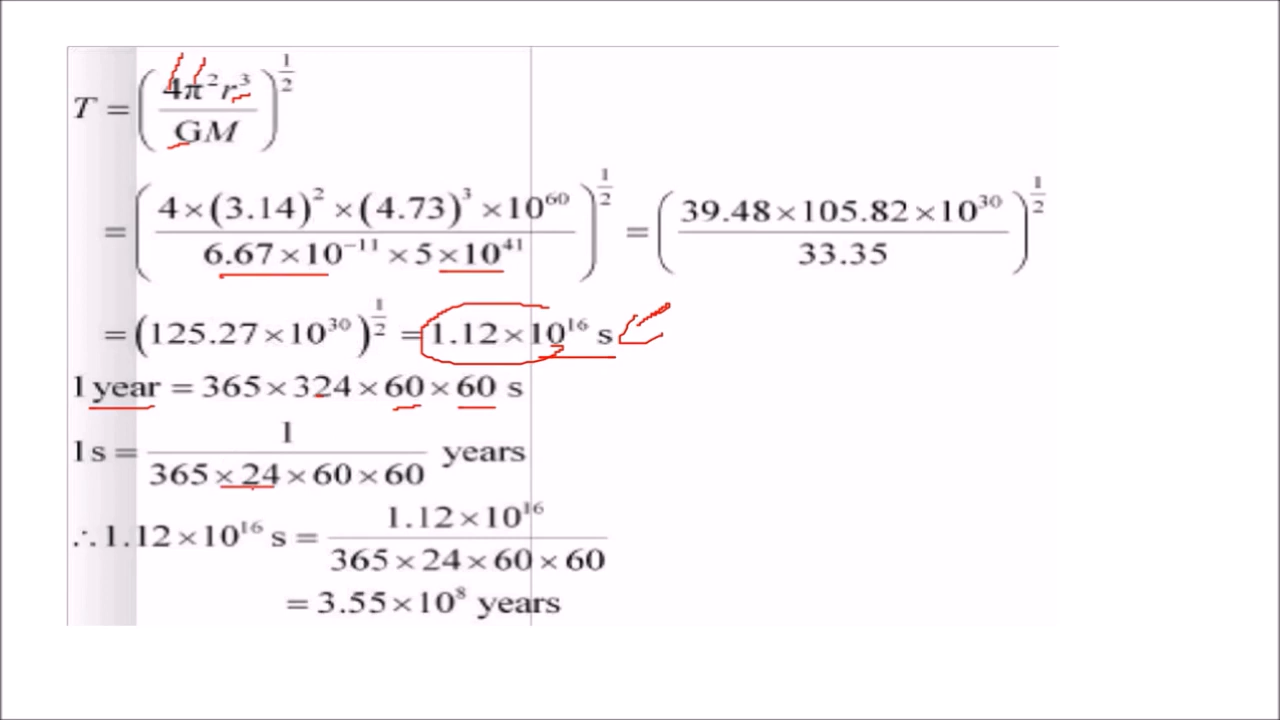 T = (4π²r³ / GM)^(1/2)
= (4×(3.14)²×(4.73)³×10⁶⁰ / 6.67×10⁻¹¹×5×10⁴¹)^(1/2) = (39.48×105.82×10³⁰ / 33.35)^(1/2)
= (125.27×10³⁰)^(1/2) = 1.12×10¹⁶ s
1 year = 365×324×60×60 s
1 s = 1 / 365×24×60×60 years
∴ 1.12×10¹⁶ s = 1.12×10¹⁶ / 365×24×60×60
= 3.55×10⁸ years